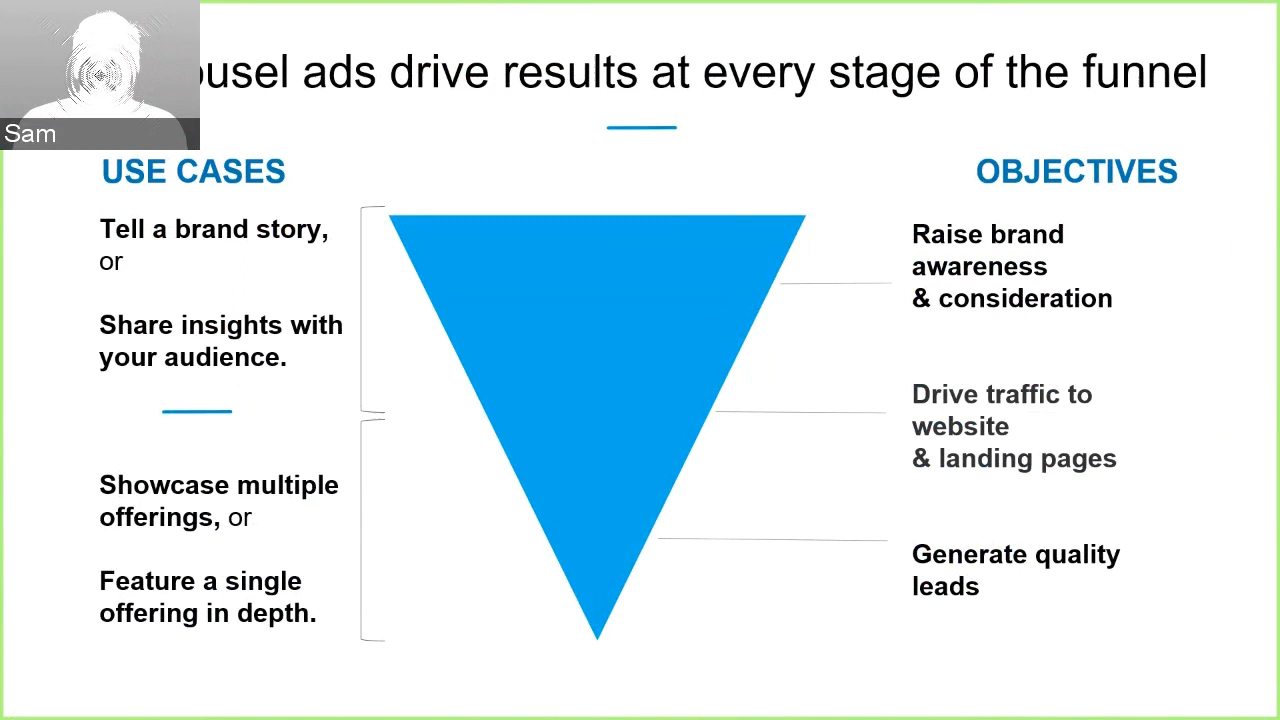 Sam
ousel ads drive results at every stage of the funnel
USE CASES
Tell a brand story,
or
Share insights with
your audience.
Showcase multiple
offerings, or
Feature a single
offering in depth.
OBJECTIVES
Raise brand
awareness
& consideration
Drive traffic to
website
& landing pages
Generate quality
leads